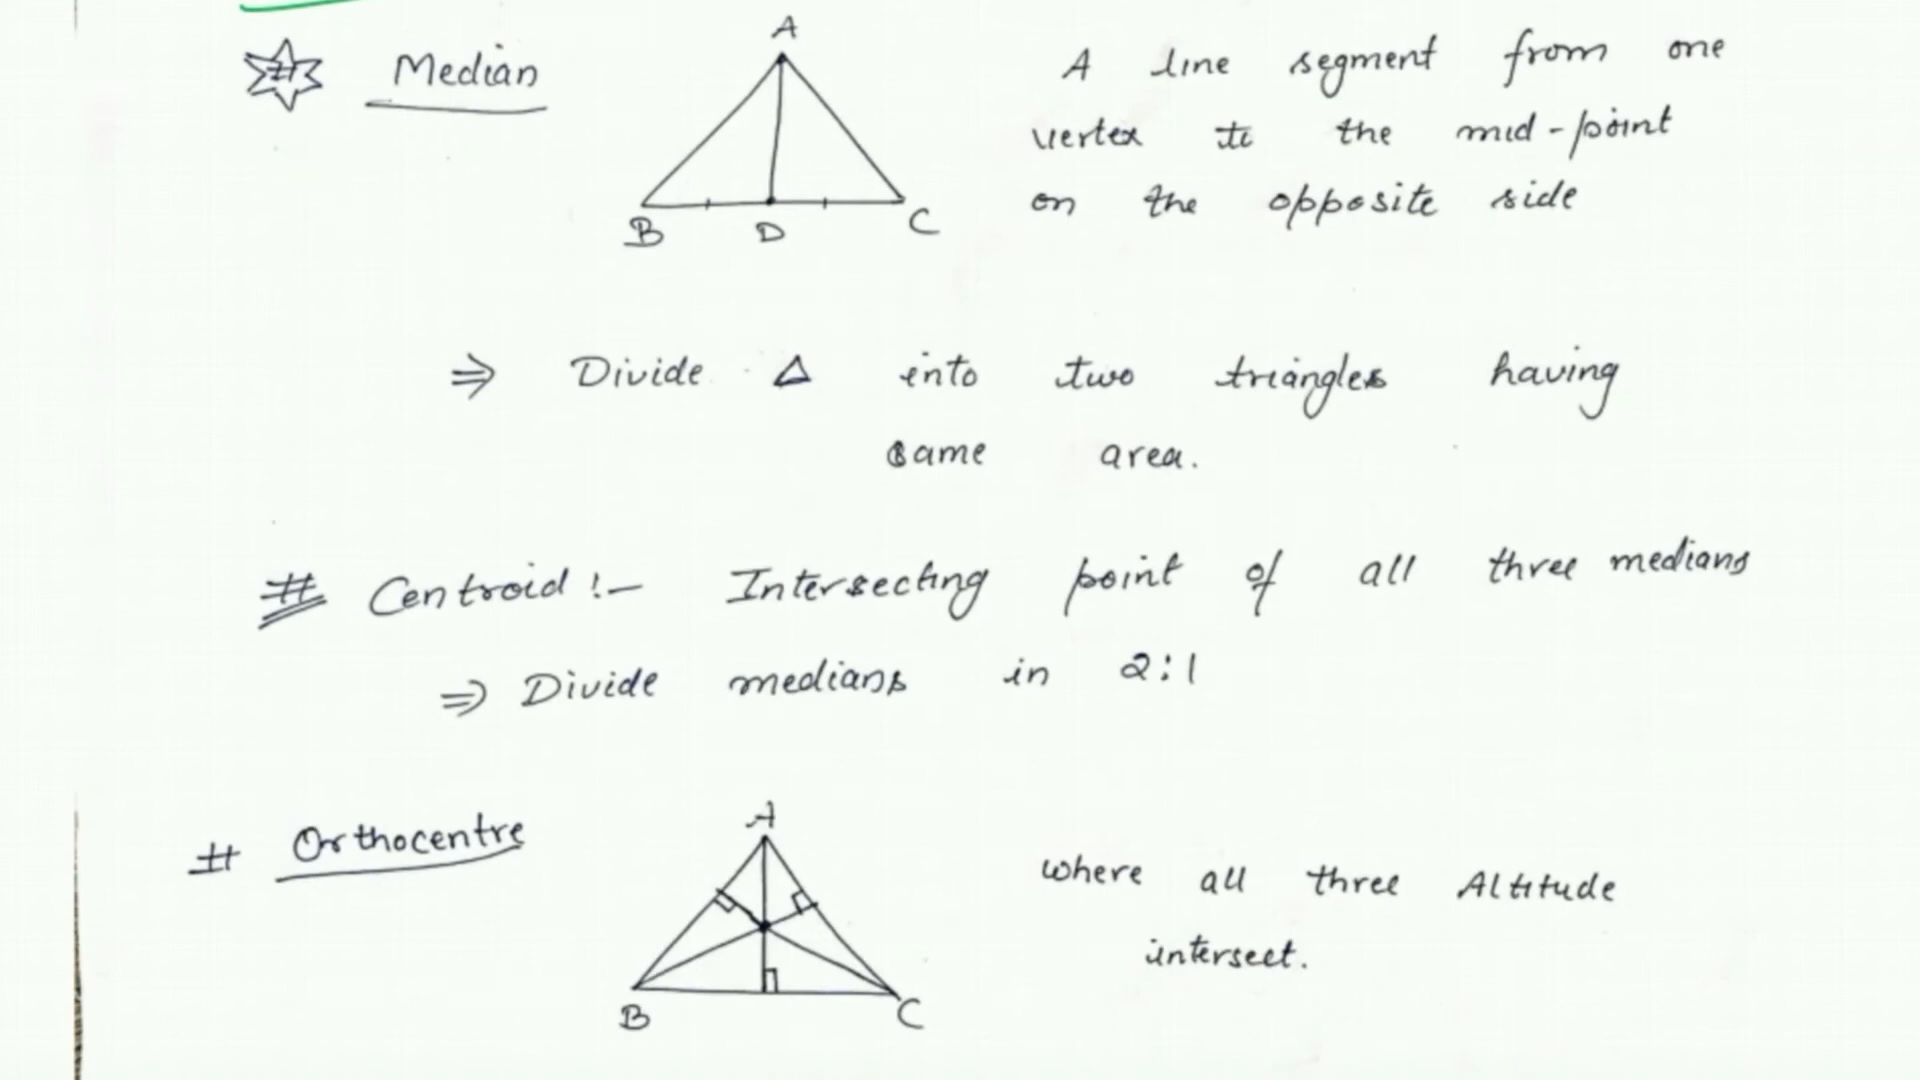 # Median
A
B D C
A line segment from one
vertex to the mid-point
on the opposite side
⇒ Divide △ into two triangles having
same area.
# Centroid :- Intersecting point of all three medians
⇒ Divide medians in 2:1
# Orthocentre
A
B C
where all three Altitude
intersect.